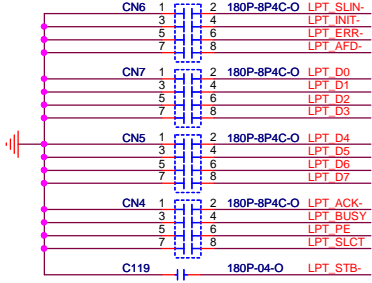 CN6 1 2 180P-8P4C-O LPT_SLIN-
3 4 LPT_INIT-
5 6 LPT_ERR-
7 8 LPT_AFD-
CN7 1 2 180P-8P4C-O LPT_D0
3 4 LPT_D1
5 6 LPT_D2
7 8 LPT_D3
CN5 1 2 180P-8P4C-O LPT_D4
3 4 LPT_D5
5 6 LPT_D6
7 8 LPT_D7
CN4 1 2 180P-8P4C-O LPT_ACK-
3 4 LPT_BUSY
5 6 LPT_PE
7 8 LPT_SLCT
C119 180P-04-O LPT_STB-